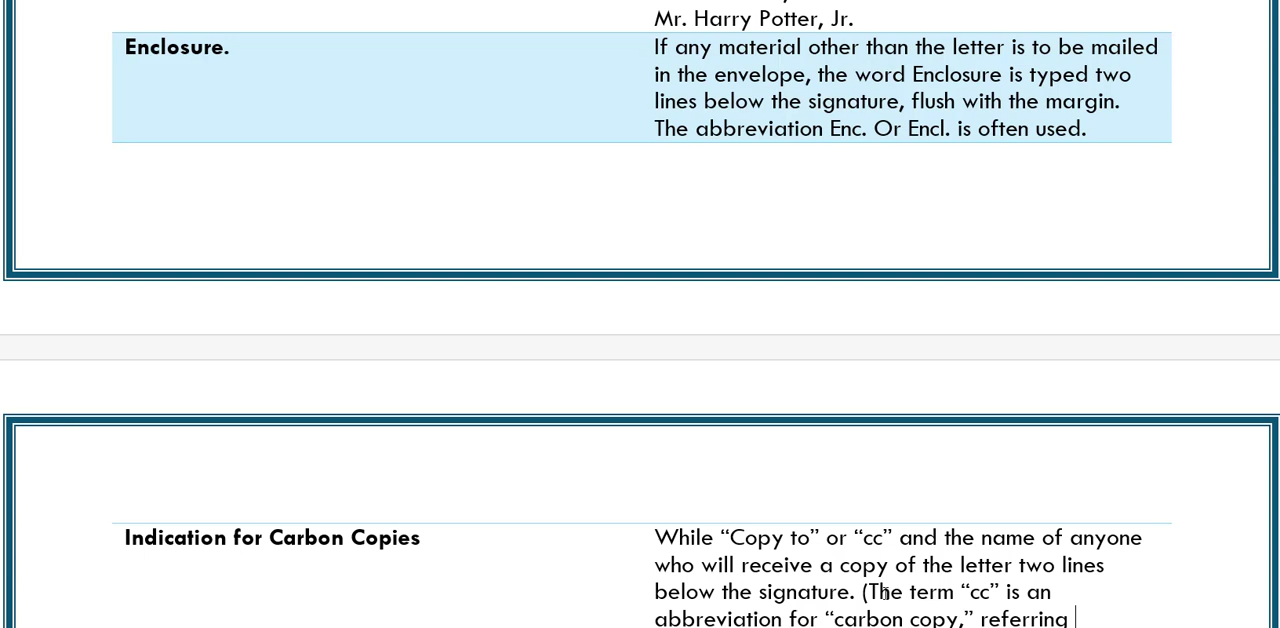 Mr. Harry Potter, Jr.
Enclosure.
If any material other than the letter is to be mailed
in the envelope, the word Enclosure is typed two
lines below the signature, flush with the margin.
The abbreviation Enc. Or Encl. is often used.
Indication for Carbon Copies
While “Copy to” or “cc” and the name of anyone
who will receive a copy of the letter two lines
below the signature. (The term “cc” is an
abbreviation for “carbon copy,” referring